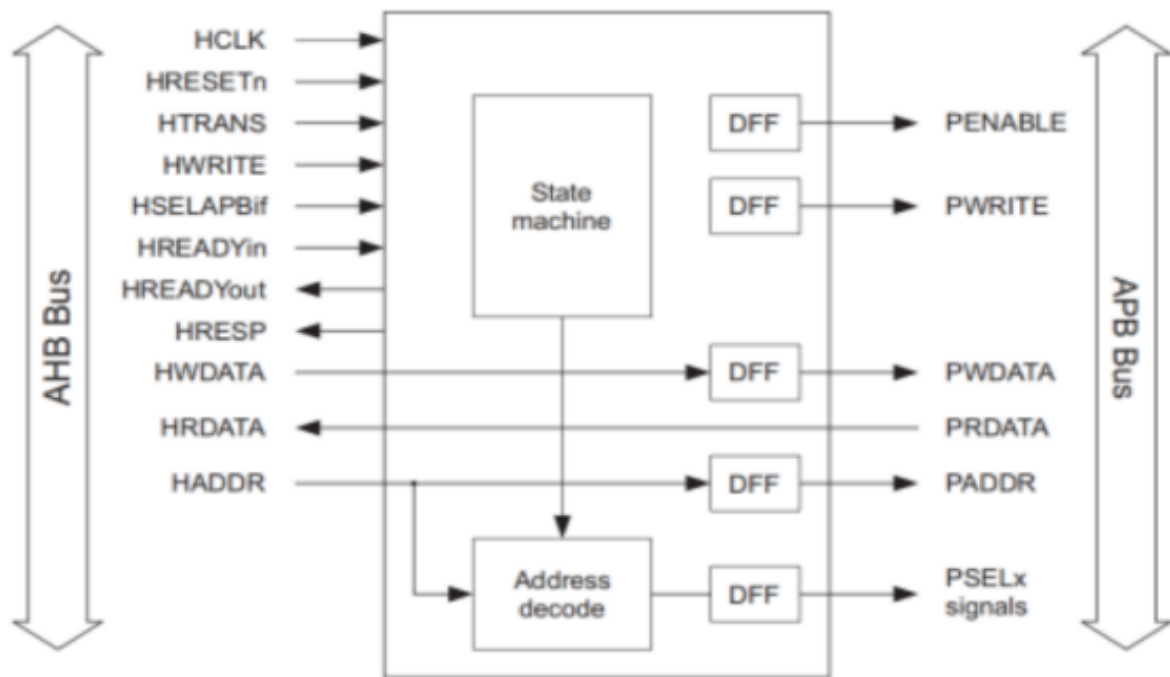 AHB Bus
HCLK
HRESETn
HTRANS
HWRITE
HSELAPBif
HREADYin
HREADYout
HRESP
HWDATA
HRDATA
HADDR
State
machine
Address
decode
DFF
DFF
DFF
DFF
DFF
PENABLE
PWRITE
PWDATA
PRDATA
PADDR
PSELx
signals
APB Bus